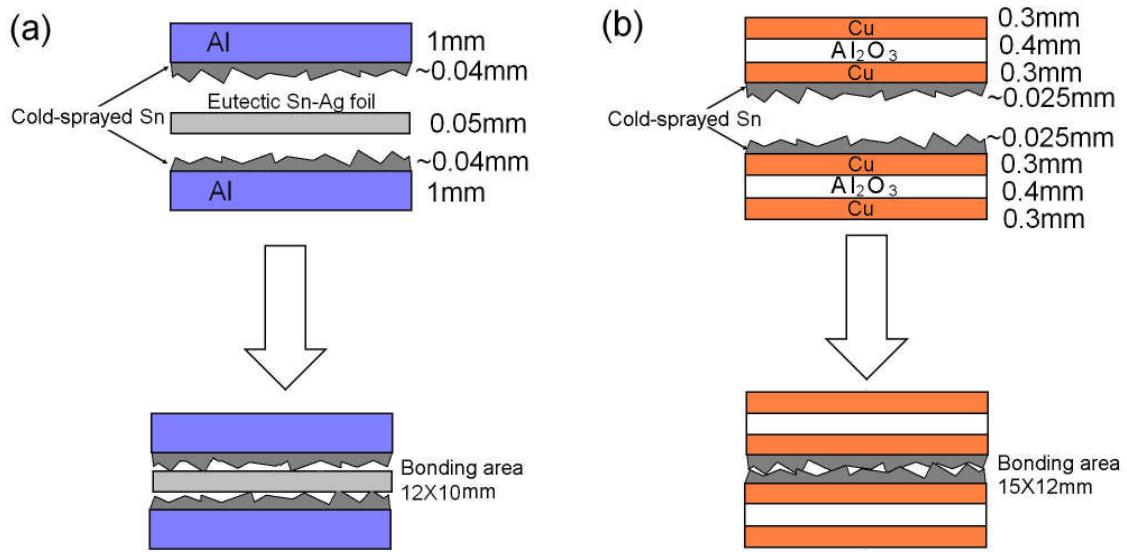 (a)
Al
1mm
~0.04mm
Eutectic Sn-Ag foil
Cold-sprayed Sn
0.05mm
~0.04mm
Al
1mm
Bonding area
12X10mm
(b)
Cu
0.3mm
Al₂O₃
0.4mm
Cu
0.3mm
~0.025mm
Cold-sprayed Sn
~0.025mm
Cu
0.3mm
Al₂O₃
0.4mm
Cu
0.3mm
Bonding area
15X12mm